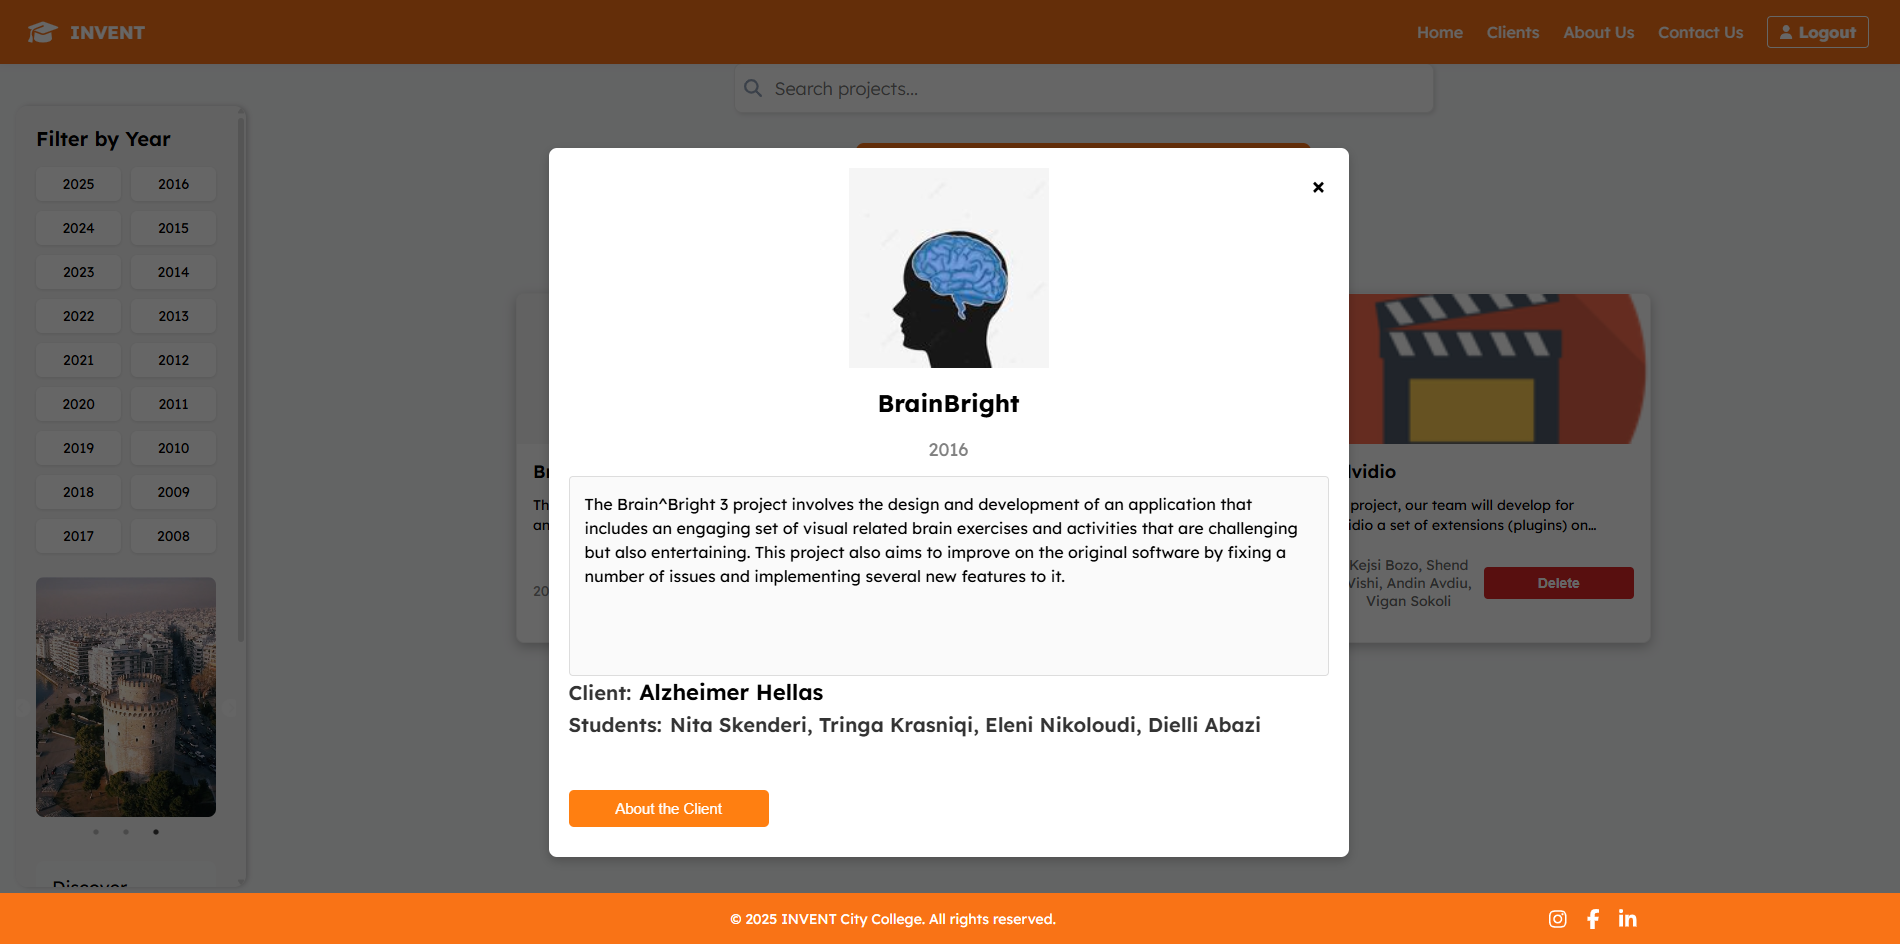 INVENT
Home
Clients
About Us
Contact Us
Logout
Search projects...
Filter by Year
2025 2016
2024 2015
2023 2014
2022 2013
2021 2012
2020 2011
2019 2010
2018 2009
2017 2008
BrainBright
2016
The Brain^Bright 3 project involves the design and development of an application that
includes an engaging set of visual related brain exercises and activities that are challenging
but also entertaining. This project also aims to improve on the original software by fixing a
number of issues and implementing several new features to it.
Client: Alzheimer Hellas
Students: Nita Skenderi, Tringa Krasniqi, Eleni Nikoloudi, Dielli Abazi
About the Client
project, our team will develop for
a set of extensions (plugins) on...
Kejsi Bozo, Shend
Vishi, Andin Avdiu,
Vigan Sokoli
Delete
Discover
© 2025 INVENT City College. All rights reserved.